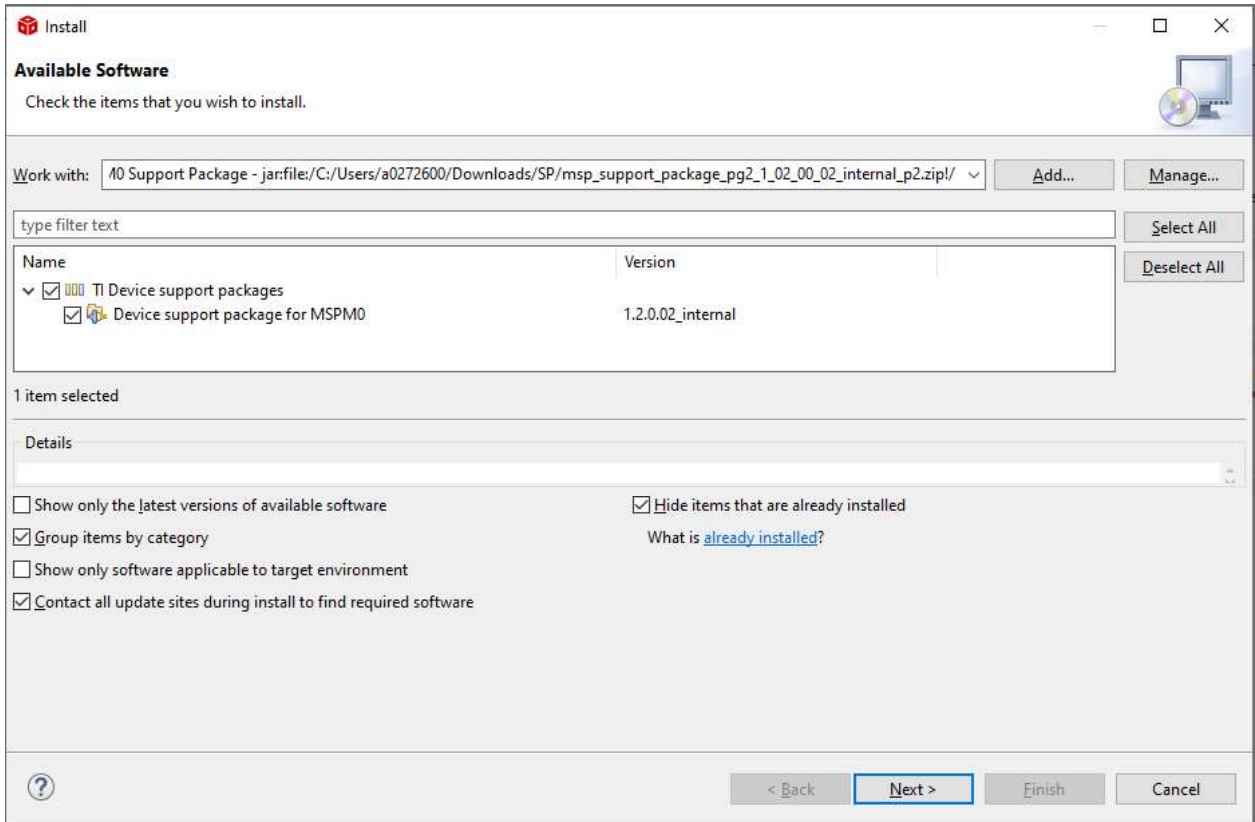 Install
Available Software
Check the items that you wish to install.
Work with: 10 Support Package - jar:file:/C:/Users/a0272600/Downloads/SP/msp_support_package_pg2_1_02_00_02_internal_p2.zip!/ Add... Manage...
type filter text Select All
Name Version Deselect All
TI Device support packages
Device support package for MSPM0 1.2.0.02_internal
1 item selected
Details
Show only the latest versions of available software Hide items that are already installed
Group items by category What is already installed?
Show only software applicable to target environment
Contact all update sites during install to find required software
? < Back Next > Finish Cancel